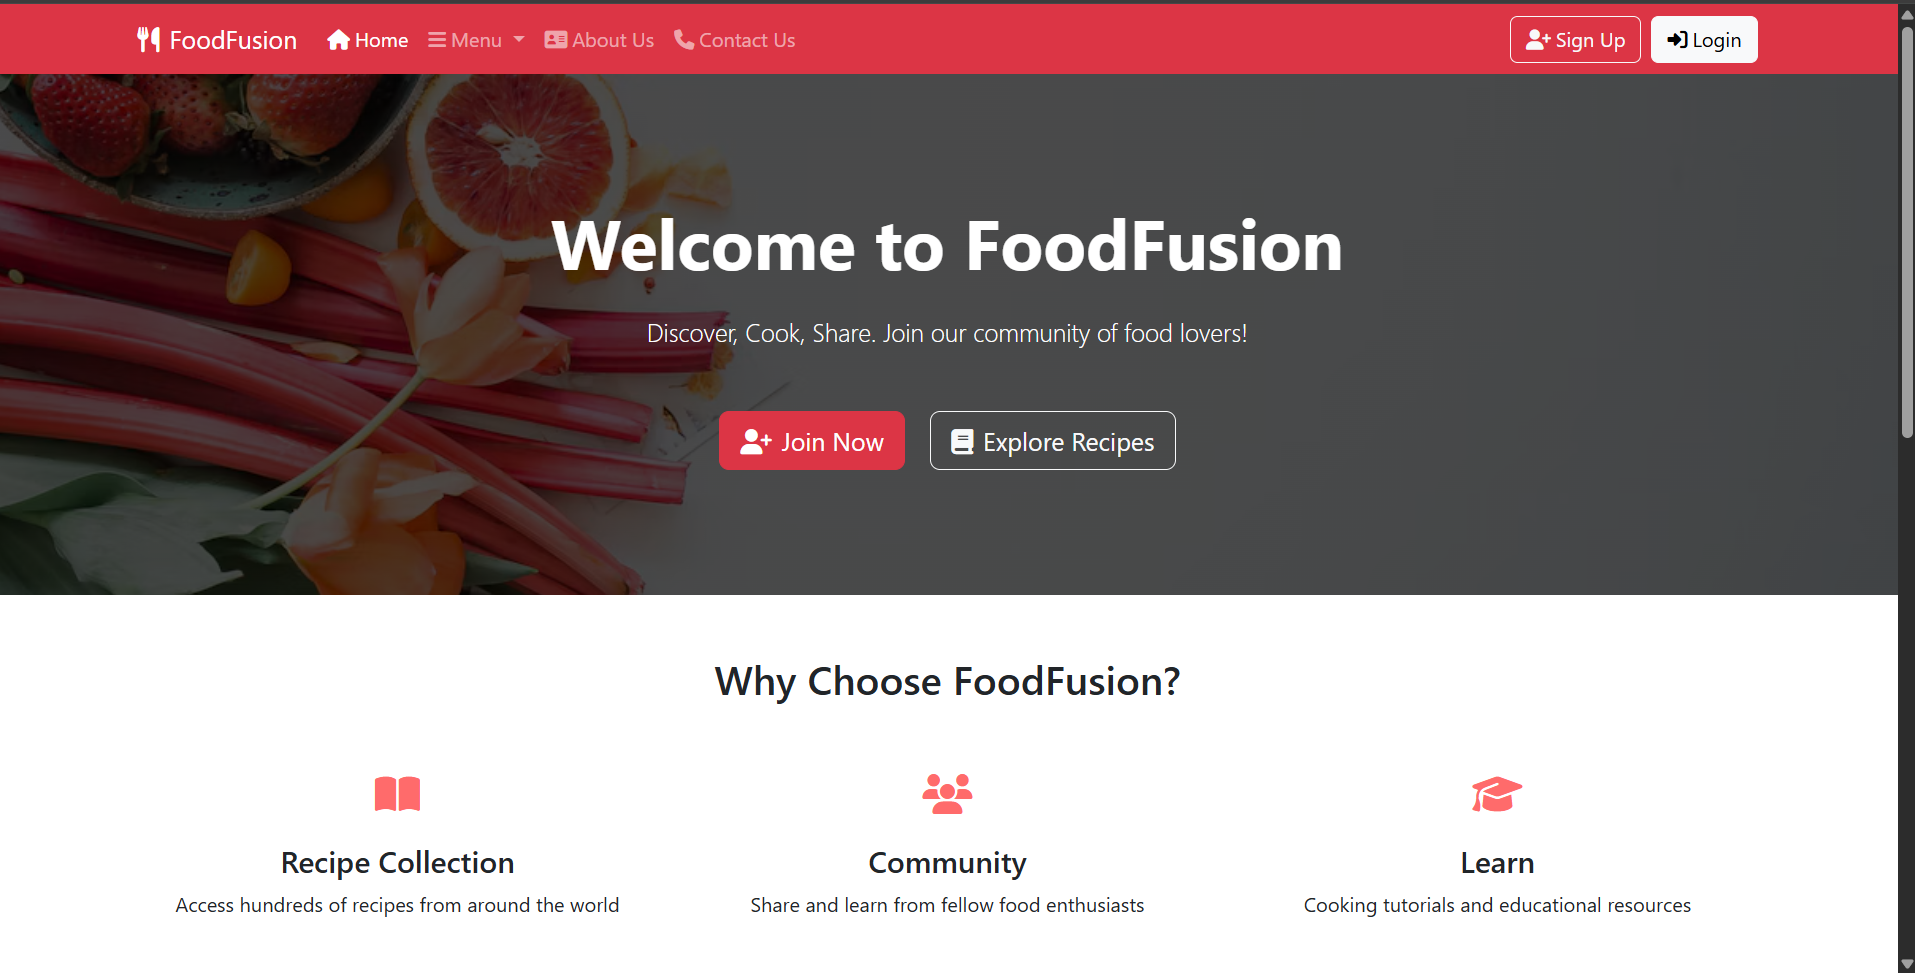 FoodFusion Home Menu About Us Contact Us Sign Up Login
Welcome to FoodFusion
Discover, Cook, Share. Join our community of food lovers!
Join Now Explore Recipes
Why Choose FoodFusion?
Recipe Collection
Access hundreds of recipes from around the world
Community
Share and learn from fellow food enthusiasts
Learn
Cooking tutorials and educational resources